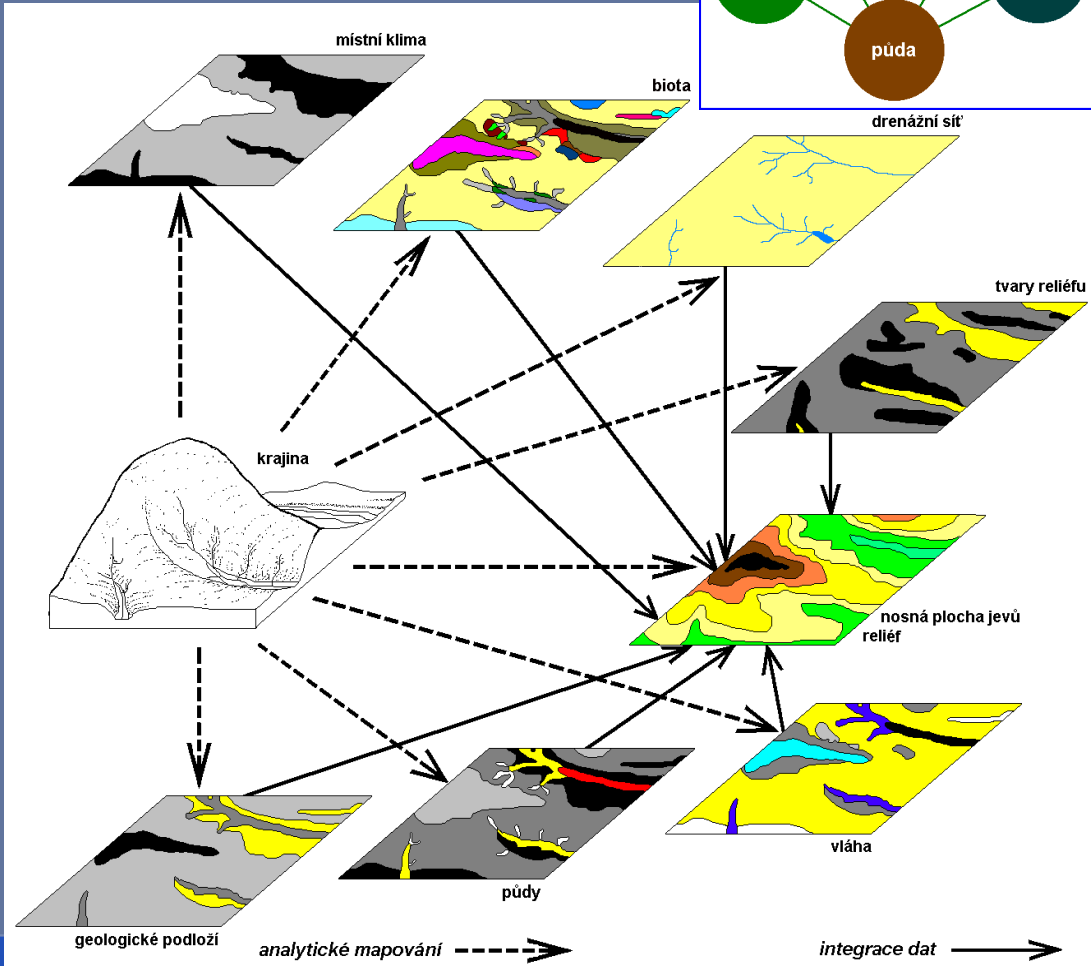 půda
místní klima
biota
drenážní síť
tvary reliéfu
krajina
nosná plocha jevů
reliéf
vláha
půdy
geologické podloží
analytické mapování
integrace dat